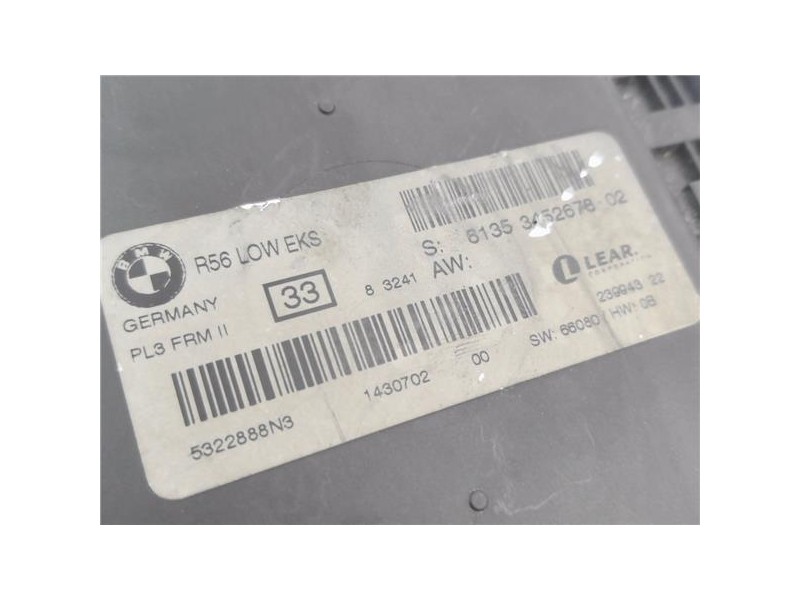 BMW
R56 LOW EKS
S: 6135 3452678-02
GERMANY
33
8 3241
AW:
LEAR.
CORPORATION
PL3 FRM II
239943 22
SW: 66080 / HW: 08
1430702
00
5322888N3